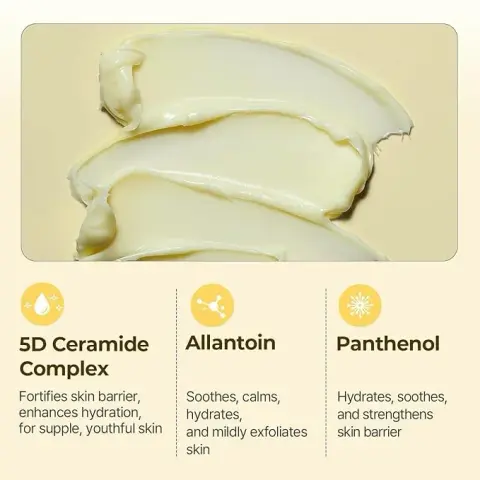 5D Ceramide
Complex
Fortifies skin barrier,
enhances hydration,
for supple, youthful skin
Allantoin
Soothes, calms,
hydrates,
and mildly exfoliates
skin
Panthenol
Hydrates, soothes,
and strengthens
skin barrier